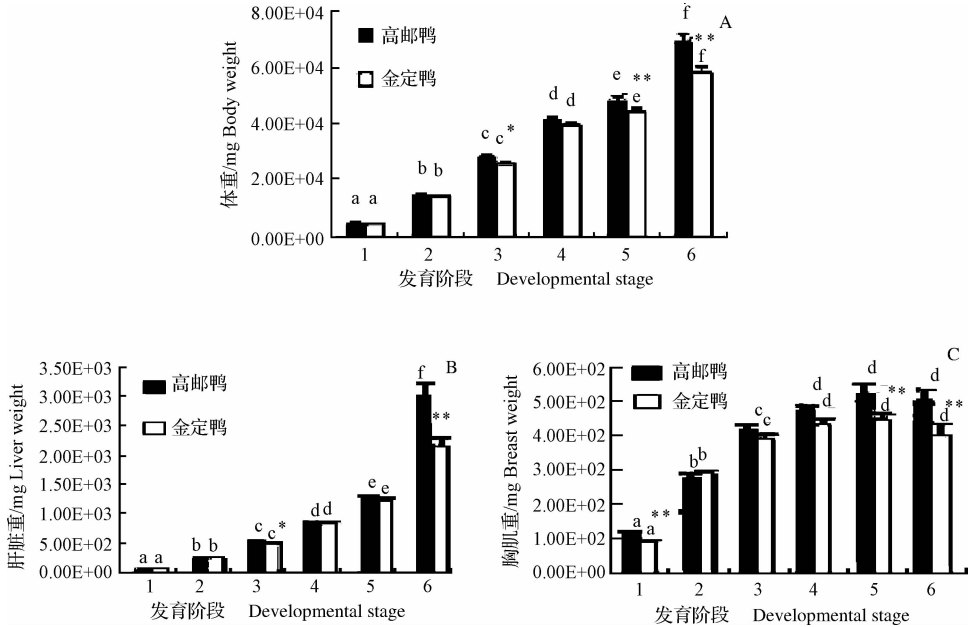 A
体重/mg Body weight
8.00E+04
6.00E+04
4.00E+04
2.00E+04
0.00E+00
高邮鸭
金定鸭
a a
b b
c c *
d d
e e **
f f **
1 2 3 4 5 6
发育阶段 Developmental stage
B
肝脏重/mg Liver weight
3.50E+03
3.00E+03
2.50E+03
2.00E+03
1.50E+03
1.00E+03
5.00E+02
0.00E+00
高邮鸭
金定鸭
a a
b b
c c *
d d
e e
f **
1 2 3 4 5 6
发育阶段 Developmental stage
C
胸肌重/mg Breast weight
6.00E+02
5.00E+02
4.00E+02
3.00E+02
2.00E+02
1.00E+02
0.00E+00
高邮鸭
金定鸭
a a **
b b
c c
d d
d d **
d d **
1 2 3 4 5 6
发育阶段 Developmental stage